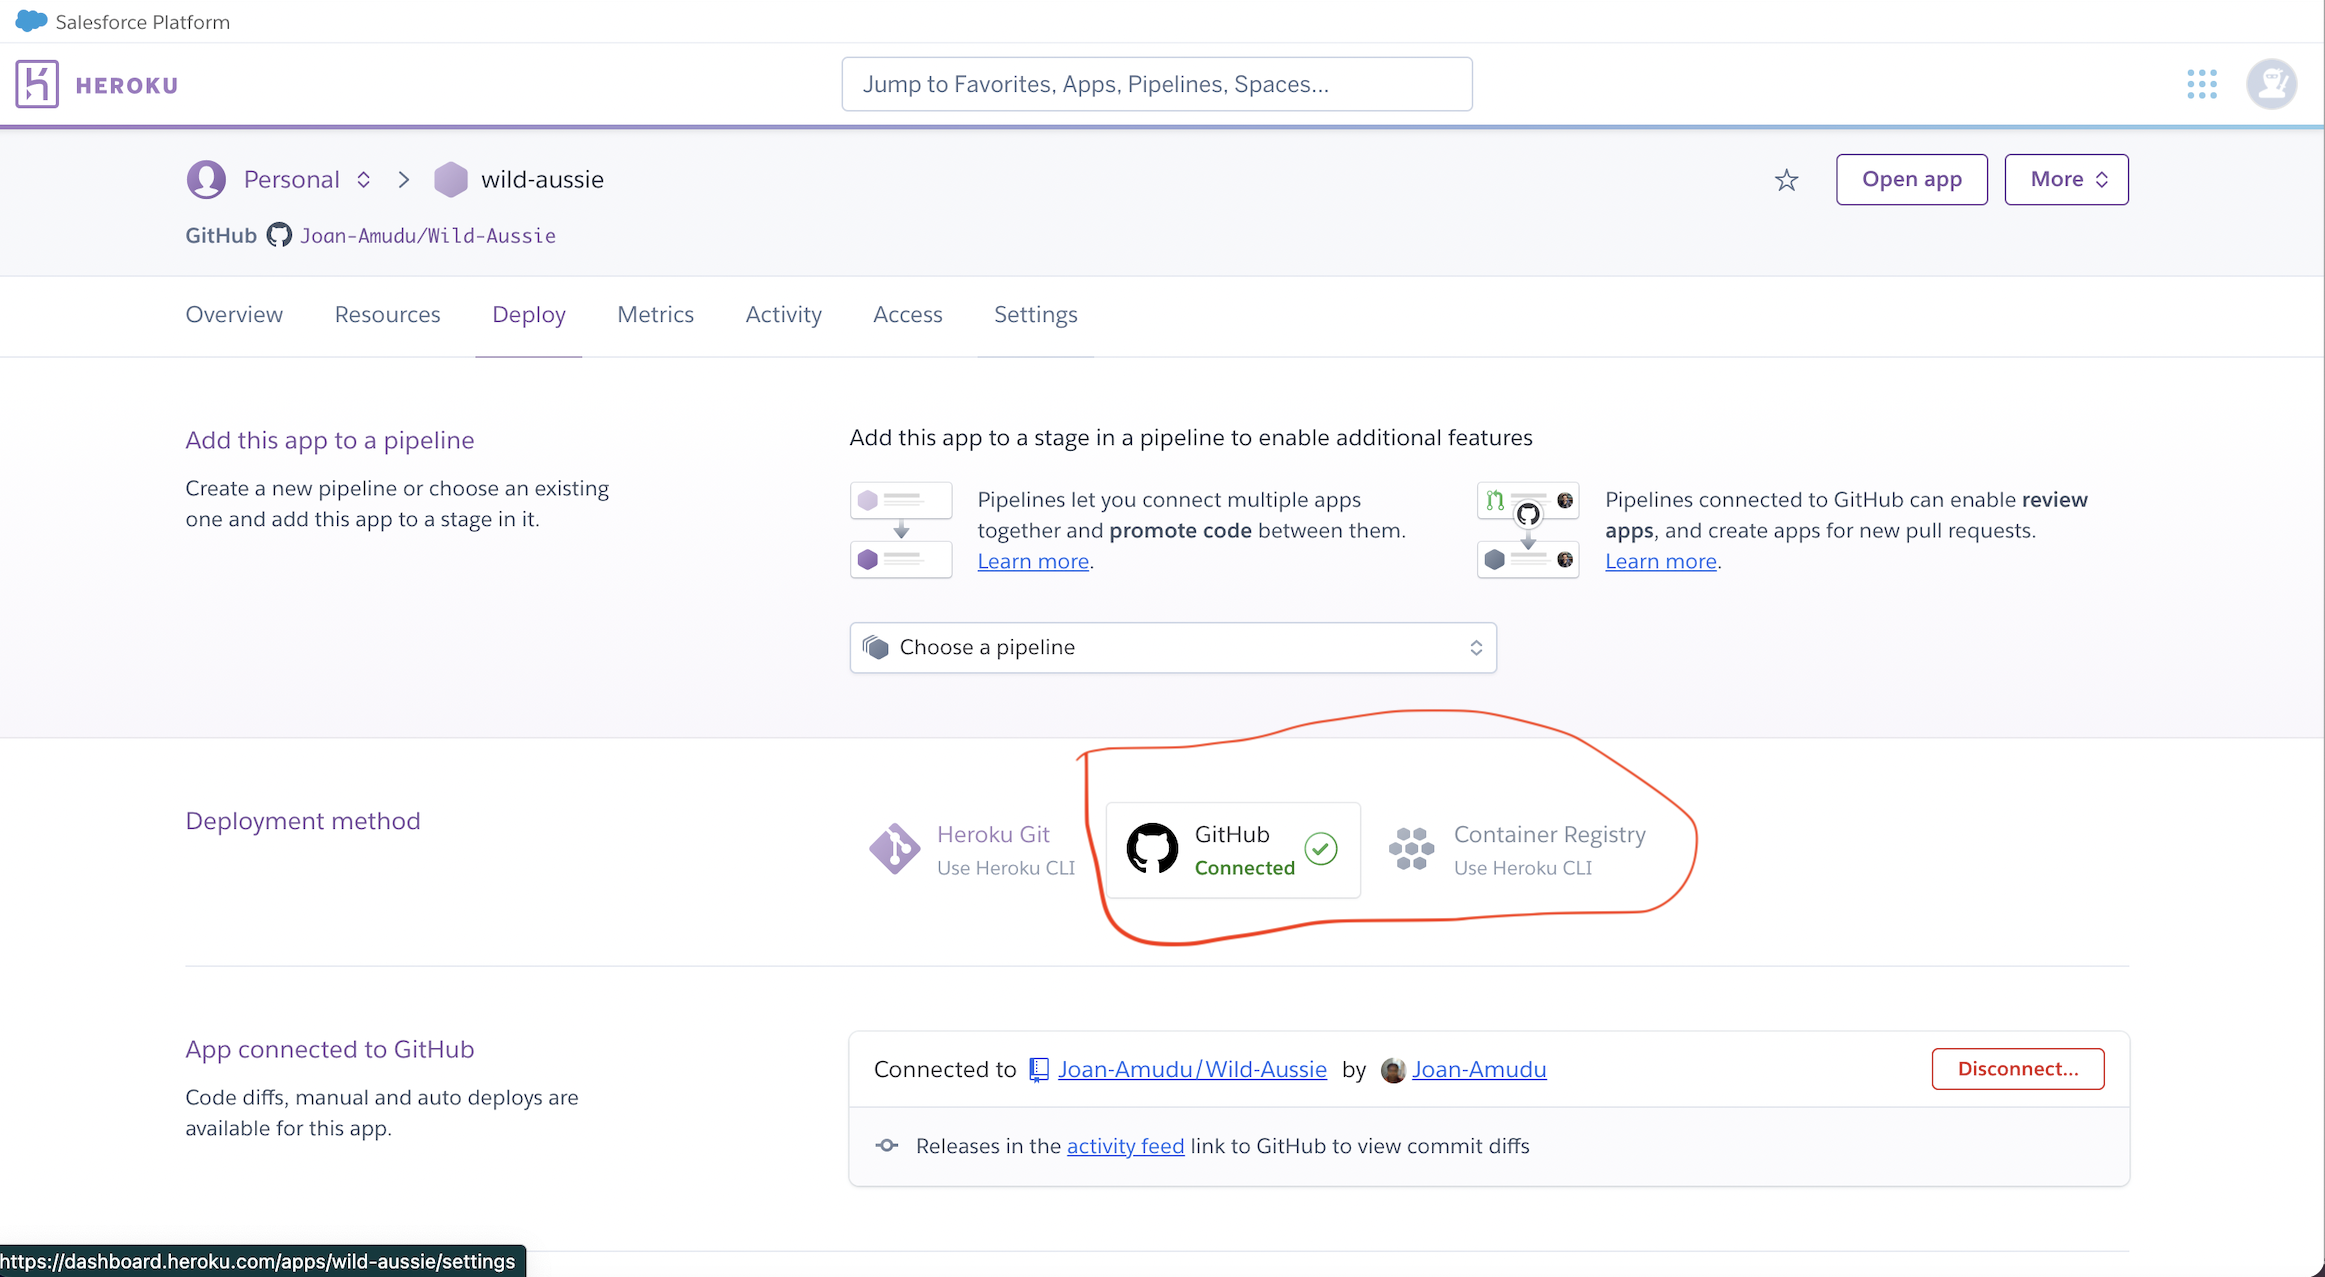 Salesforce Platform
HEROKU
Jump to Favorites, Apps, Pipelines, Spaces...
Personal
wild-aussie
Open app
More
GitHub Joan-Amudu/Wild-Aussie
Overview
Resources
Deploy
Metrics
Activity
Access
Settings
Add this app to a pipeline
Create a new pipeline or choose an existing
one and add this app to a stage in it.
Add this app to a stage in a pipeline to enable additional features
Pipelines let you connect multiple apps
together and promote code between them.
Learn more.
Pipelines connected to GitHub can enable review
apps, and create apps for new pull requests.
Learn more.
Choose a pipeline
Deployment method
Heroku Git
Use Heroku CLI
GitHub
Connected
Container Registry
Use Heroku CLI
App connected to GitHub
Code diffs, manual and auto deploys are
available for this app.
Connected to Joan-Amudu/Wild-Aussie by Joan-Amudu
Disconnect...
Releases in the activity feed link to GitHub to view commit diffs
https://dashboard.heroku.com/apps/wild-aussie/settings